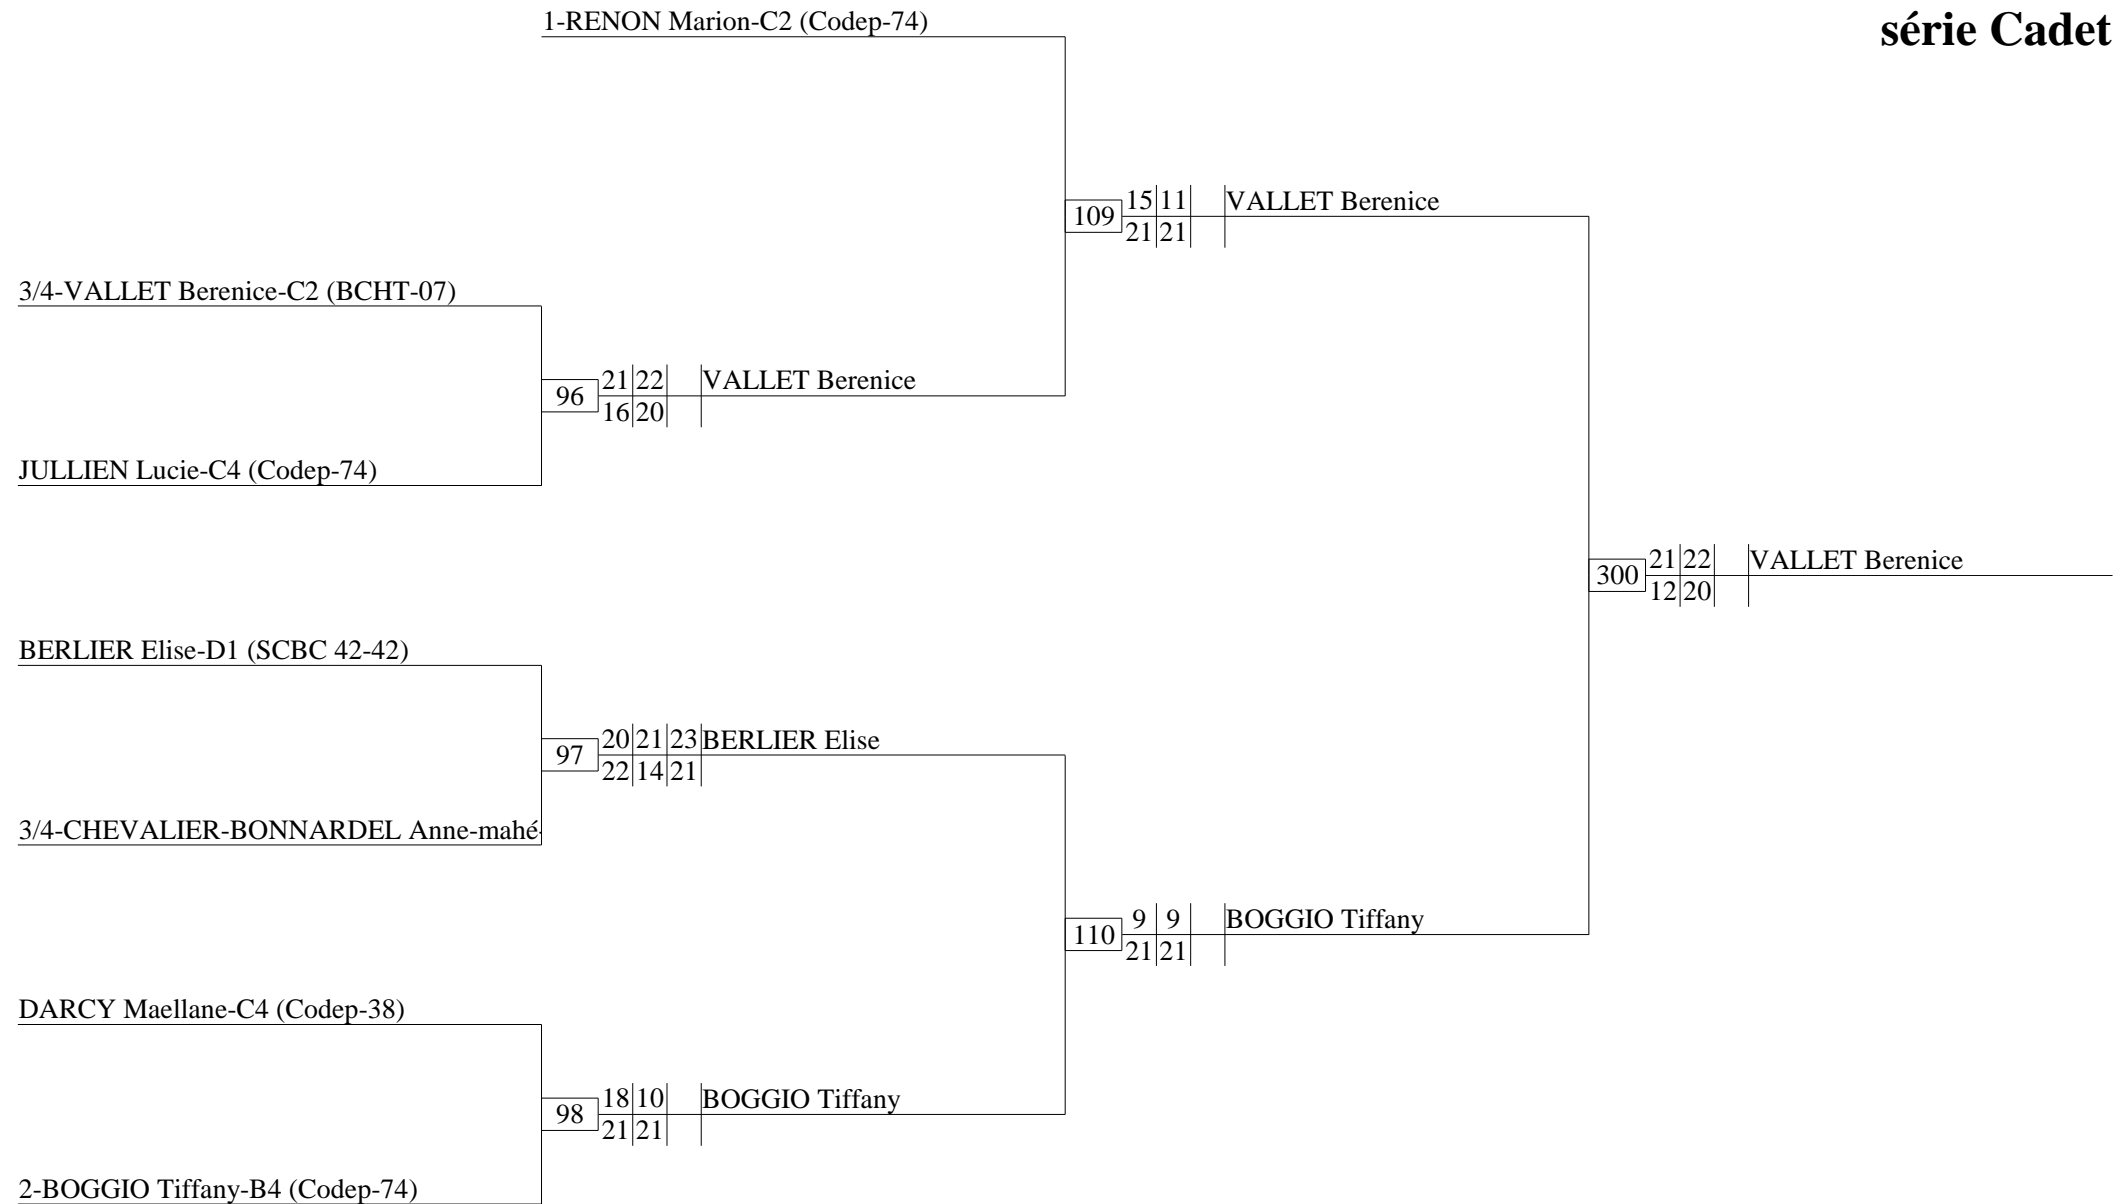 1-RENON Marion-C2 (Codep-74)
série Cadet
15 11 VALLET Berenice
109
21 21
3/4-VALLET Berenice-C2 (BCHT-07)
21 22 VALLET Berenice
96
16 20
JULLIEN Lucie-C4 (Codep-74)
21 22 VALLET Berenice
300
12 20
BERLIER Elise-D1 (SCBC 42-42)
20 21 23 BERLIER Elise
97
22 14 21
3/4-CHEVALIER-BONNARDEL Anne-mahé-
9 9 BOGGIO Tiffany
110
21 21
DARCY Maellane-C4 (Codep-38)
18 10 BOGGIO Tiffany
98
21 21
2-BOGGIO Tiffany-B4 (Codep-74)